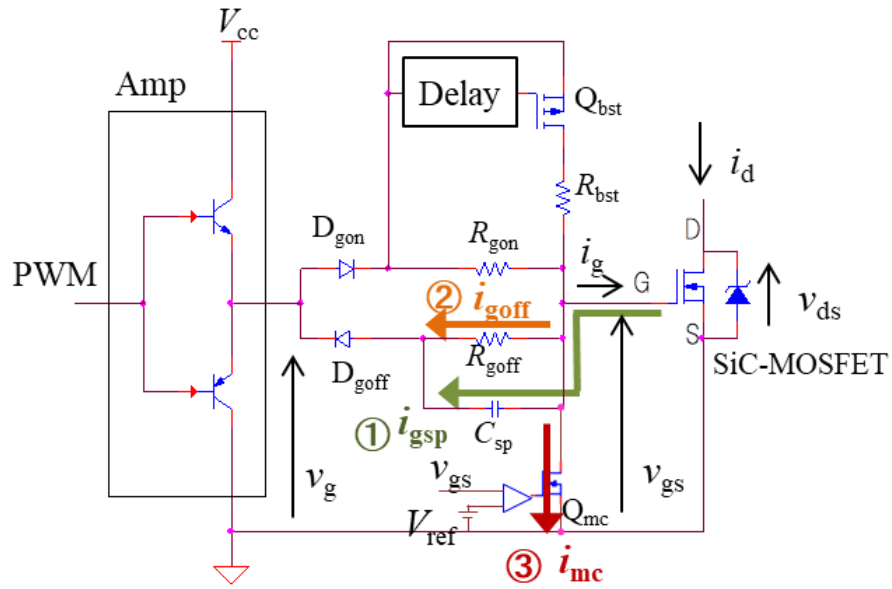 Vcc
Amp
Delay
Qbst
id
Rbst
Dgon
Rgon
ig
D
PWM
G
② igoff
vds
S
Rgoff
Dgoff
SiC-MOSFET
① igsp
Csp
vg
vgs
vgs
Vref
Qmc
③ imc